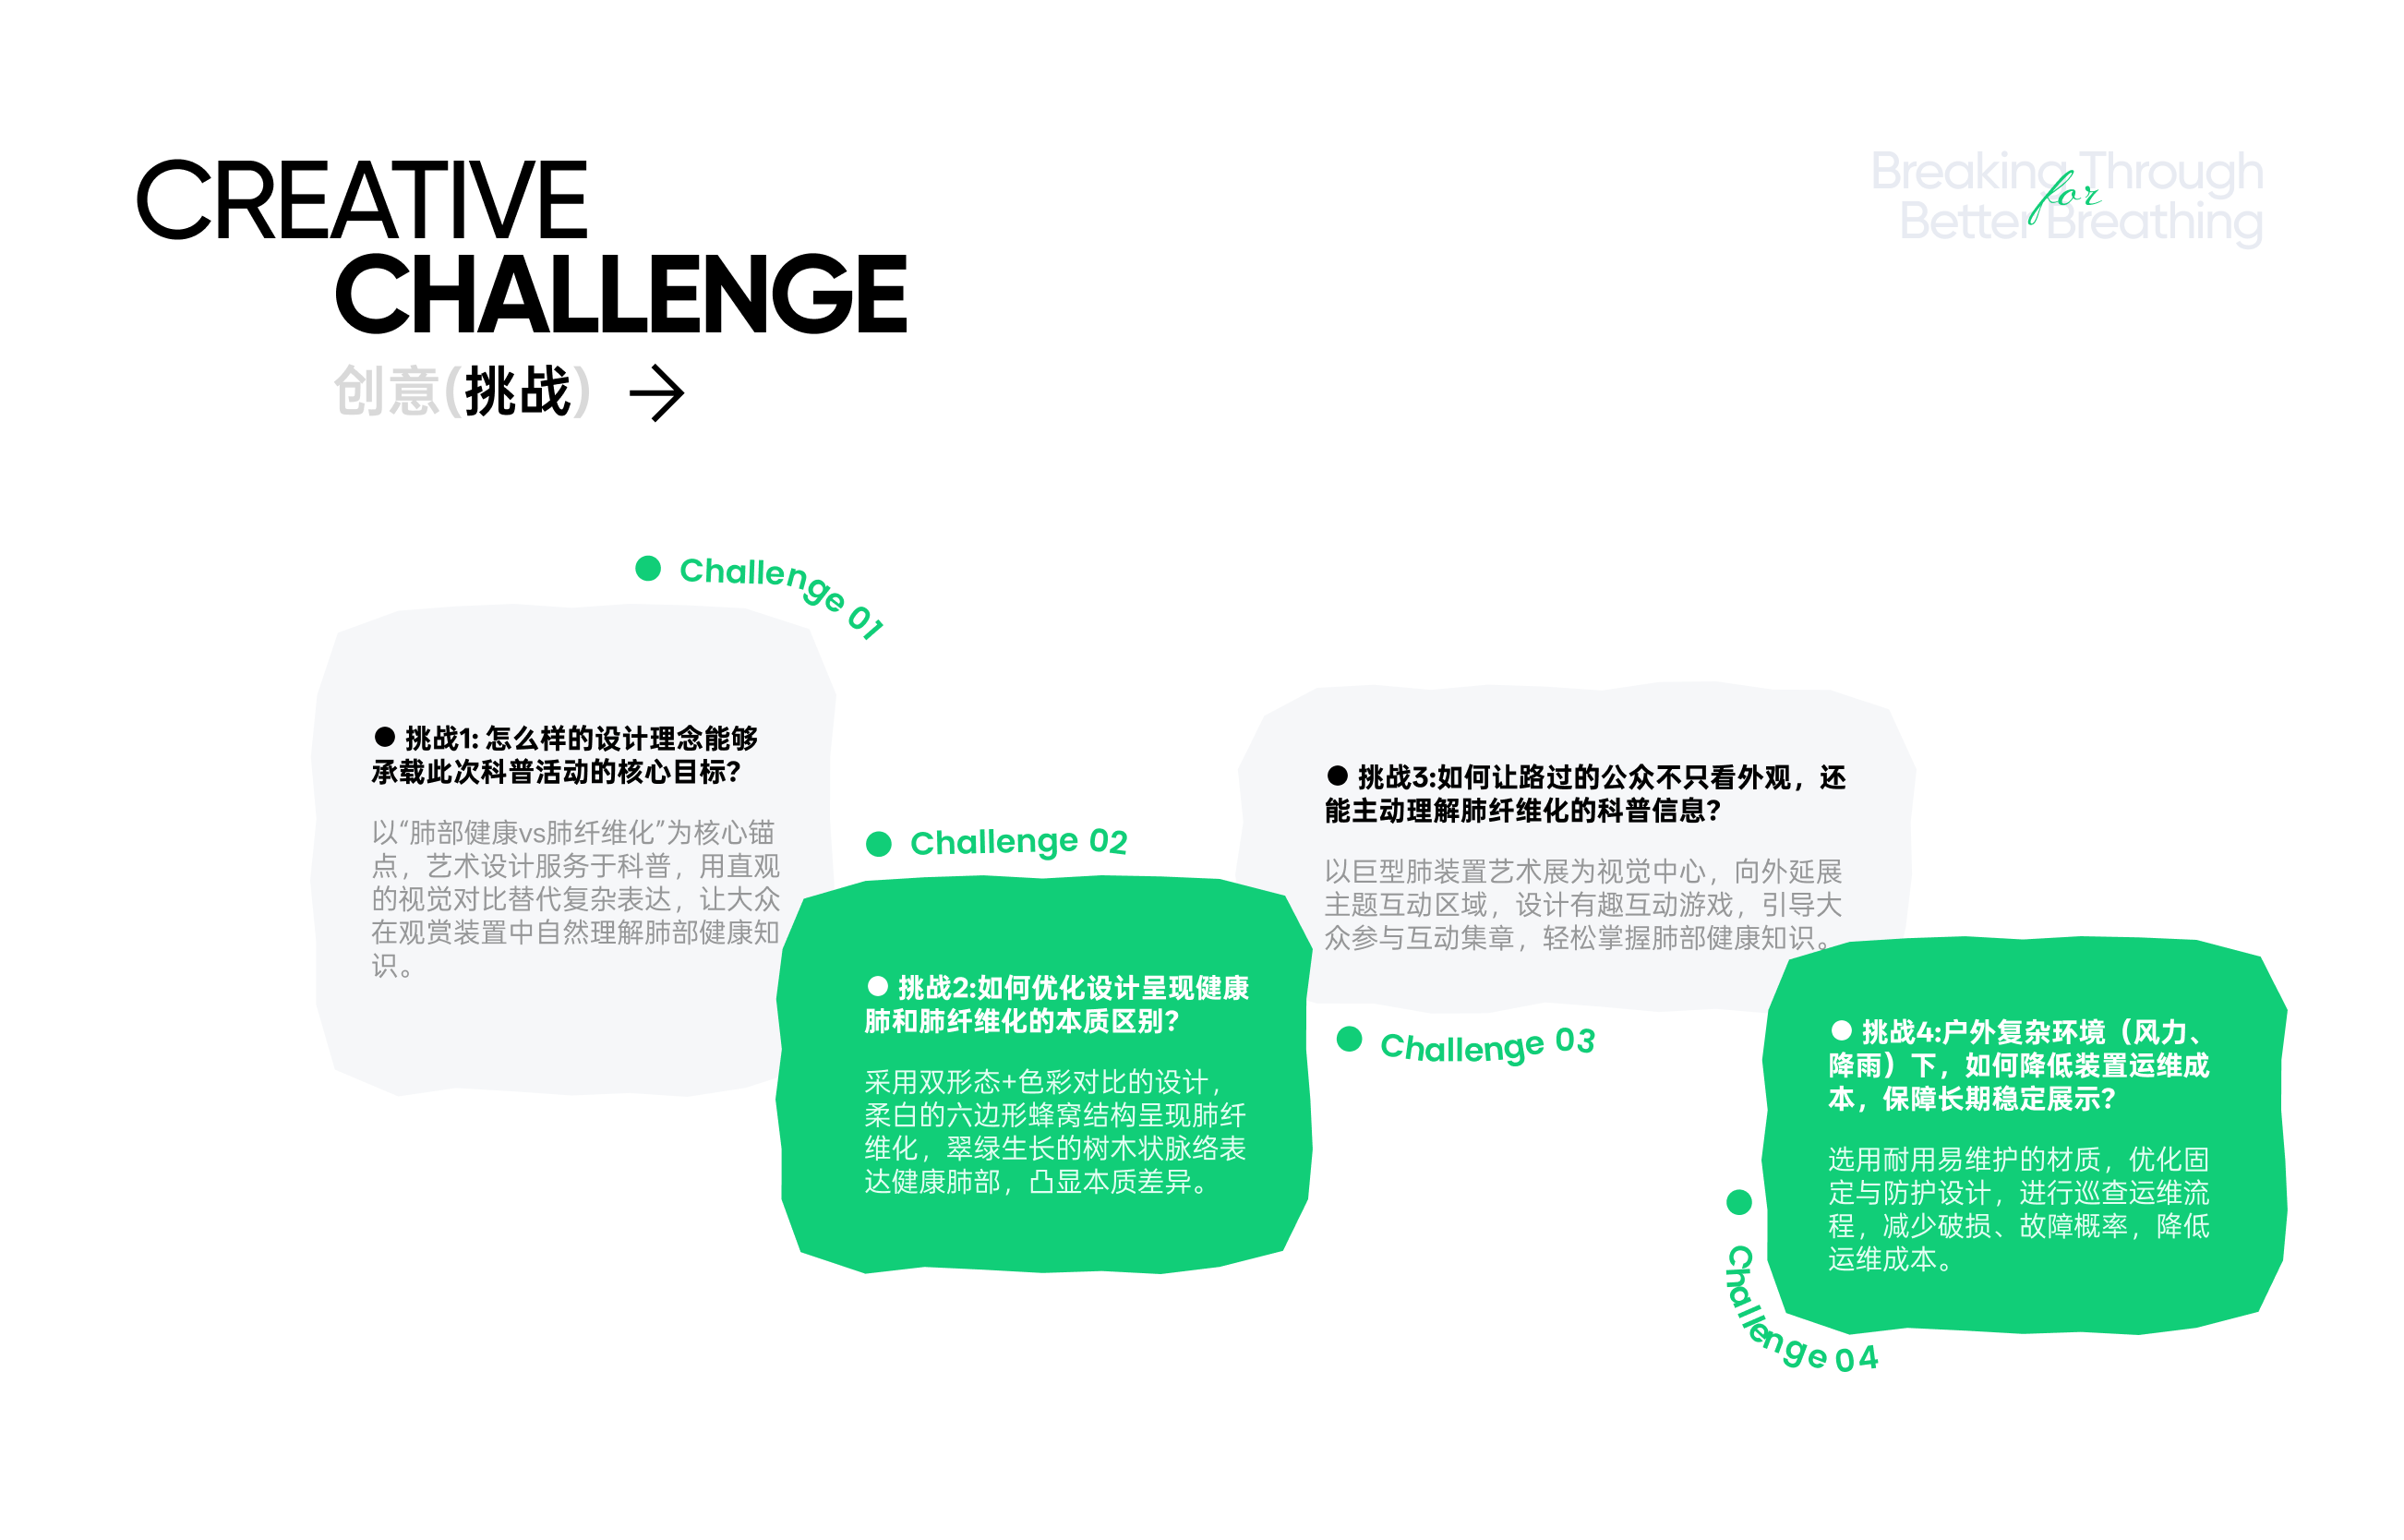 CREATIVE
CHALLENGE
创意(挑战)
Breaking Through
for
Better Breathing
Challenge 01
● 挑战1: 怎么样的设计理念能够
承载此次科普活动的核心目标?
以“肺部健康vs肺纤维化”为核心锚
点，艺术设计服务于科普，用直观
的视觉对比替代复杂表达，让大众
在观赏装置中自然理解肺部健康知
识。
Challenge 02
● 挑战2:如何优化设计呈现健康
肺和肺纤维化的本质区别?
采用双形态+色彩对比的设计，
柔白的六边形蜂窝结构呈现肺纤
维化，翠绿生长的树木状脉络表
达健康肺部，凸显本质差异。
● 挑战3:如何让路过的公众不只看外观，还
能主动理解肺纤维化的科普信息?
以巨型肺装置艺术展为视觉中心，向外延展
主题互动区域，设计有趣互动游戏，引导大
众参与互动集章，轻松掌握肺部健康知识。
Challenge 03
● 挑战4:户外复杂环境（风力、
降雨）下，如何降低装置运维成
本，保障长期稳定展示?
选用耐用易维护的材质，优化固
定与防护设计，进行巡查运维流
程，减少破损、故障概率，降低
运维成本。
Challenge 04